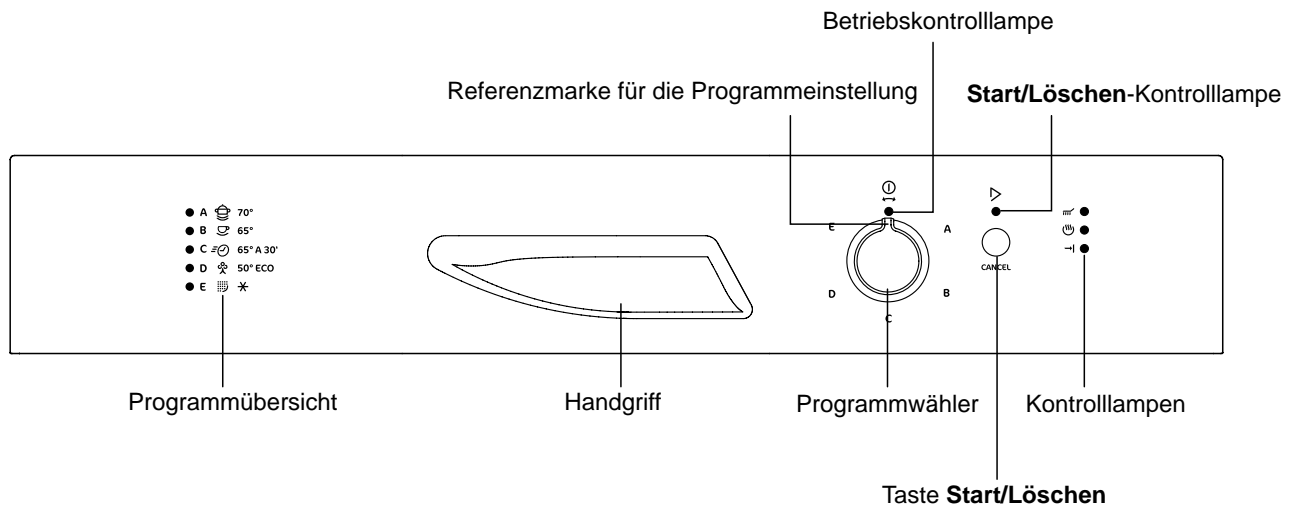 Betriebskontrolllampe
Referenzmarke für die Programmeinstellung
Start/Löschen-Kontrolllampe
A 70°
B 65°
C 65° A 30'
D 50° ECO
E
E
A
D
B
C
CANCEL
Programmübersicht
Handgriff
Programmwähler
Kontrolllampen
Taste Start/Löschen